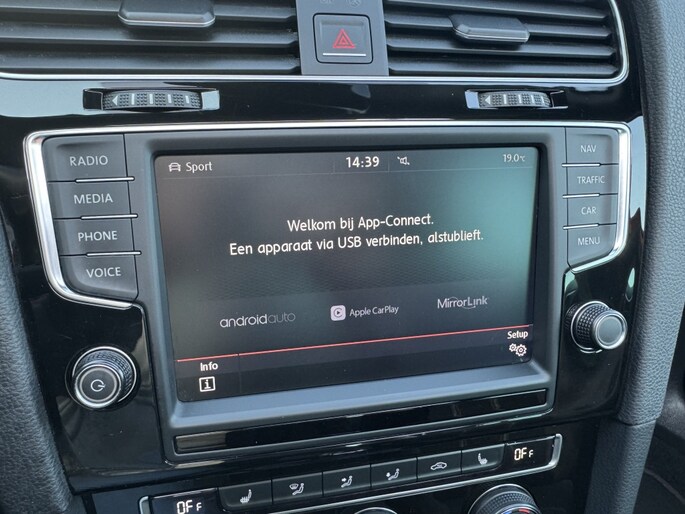 RADIO
MEDIA
PHONE
VOICE
Sport 14:39 19.0°C
Welkom bij App-Connect.
Een apparaat via USB verbinden, alstublieft.
androidauto Apple CarPlay MirrorLink
Info
Setup
NAV
TRAFFIC
CAR
MENU
OFF
OFF